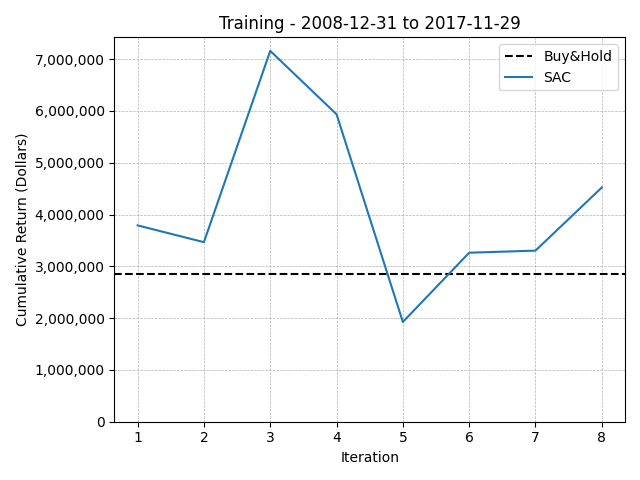 Training - 2008-12-31 to 2017-11-29
Buy&Hold
SAC
Cumulative Return (Dollars)
7,000,000
6,000,000
5,000,000
4,000,000
3,000,000
2,000,000
1,000,000
0
1 2 3 4 5 6 7 8
Iteration